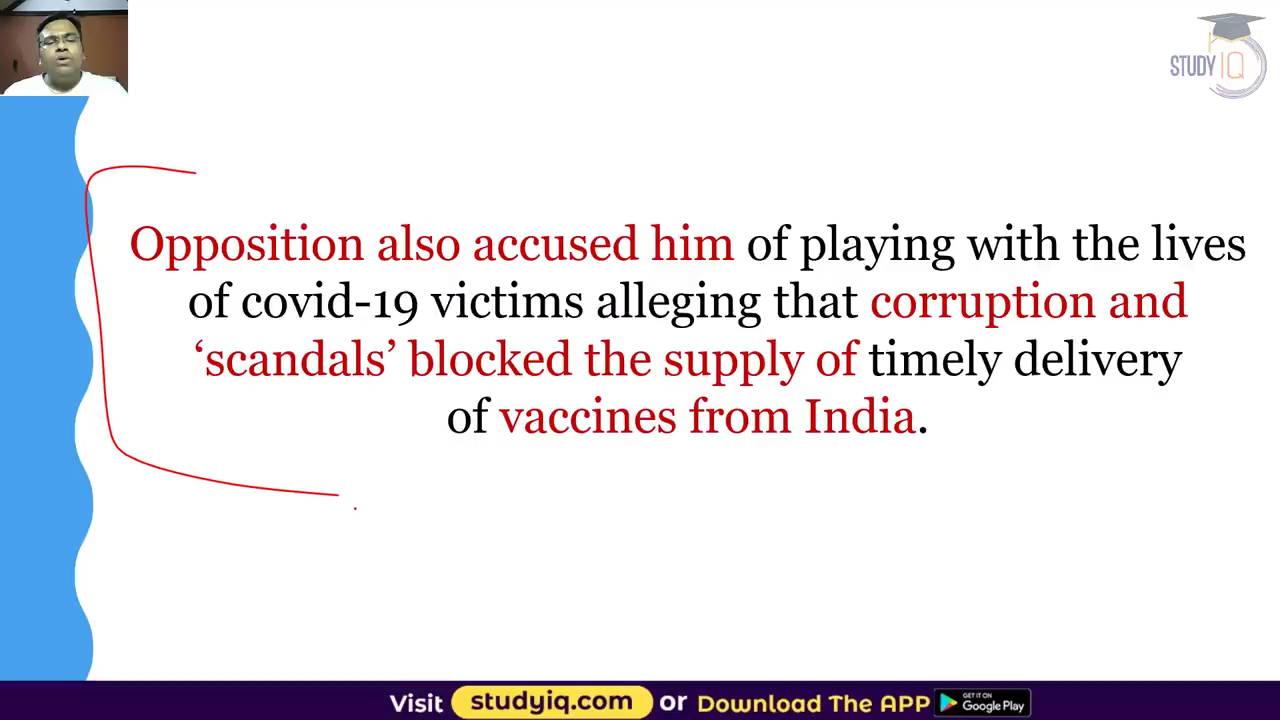 STUDY IQ
Opposition also accused him of playing with the lives
of covid-19 victims alleging that corruption and
‘scandals’ blocked the supply of timely delivery
of vaccines from India.
Visit studyiq.com or Download The APP GET IT ON Google Play